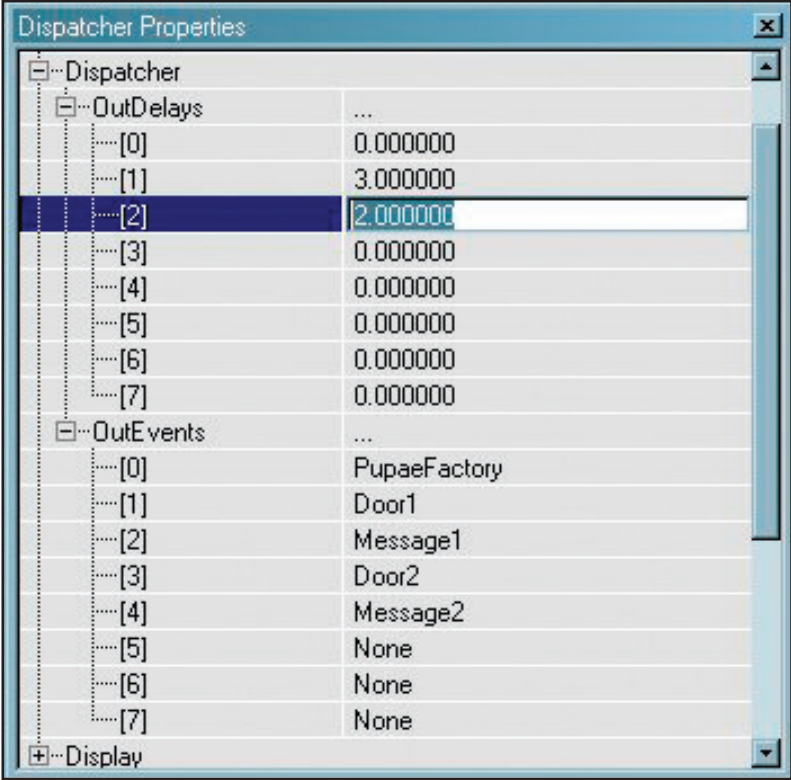 Dispatcher Properties
Dispatcher
OutDelays ...
[0] 0.000000
[1] 3.000000
[2] 2.000000
[3] 0.000000
[4] 0.000000
[5] 0.000000
[6] 0.000000
[7] 0.000000
OutEvents ...
[0] PupaeFactory
[1] Door1
[2] Message1
[3] Door2
[4] Message2
[5] None
[6] None
[7] None
Display